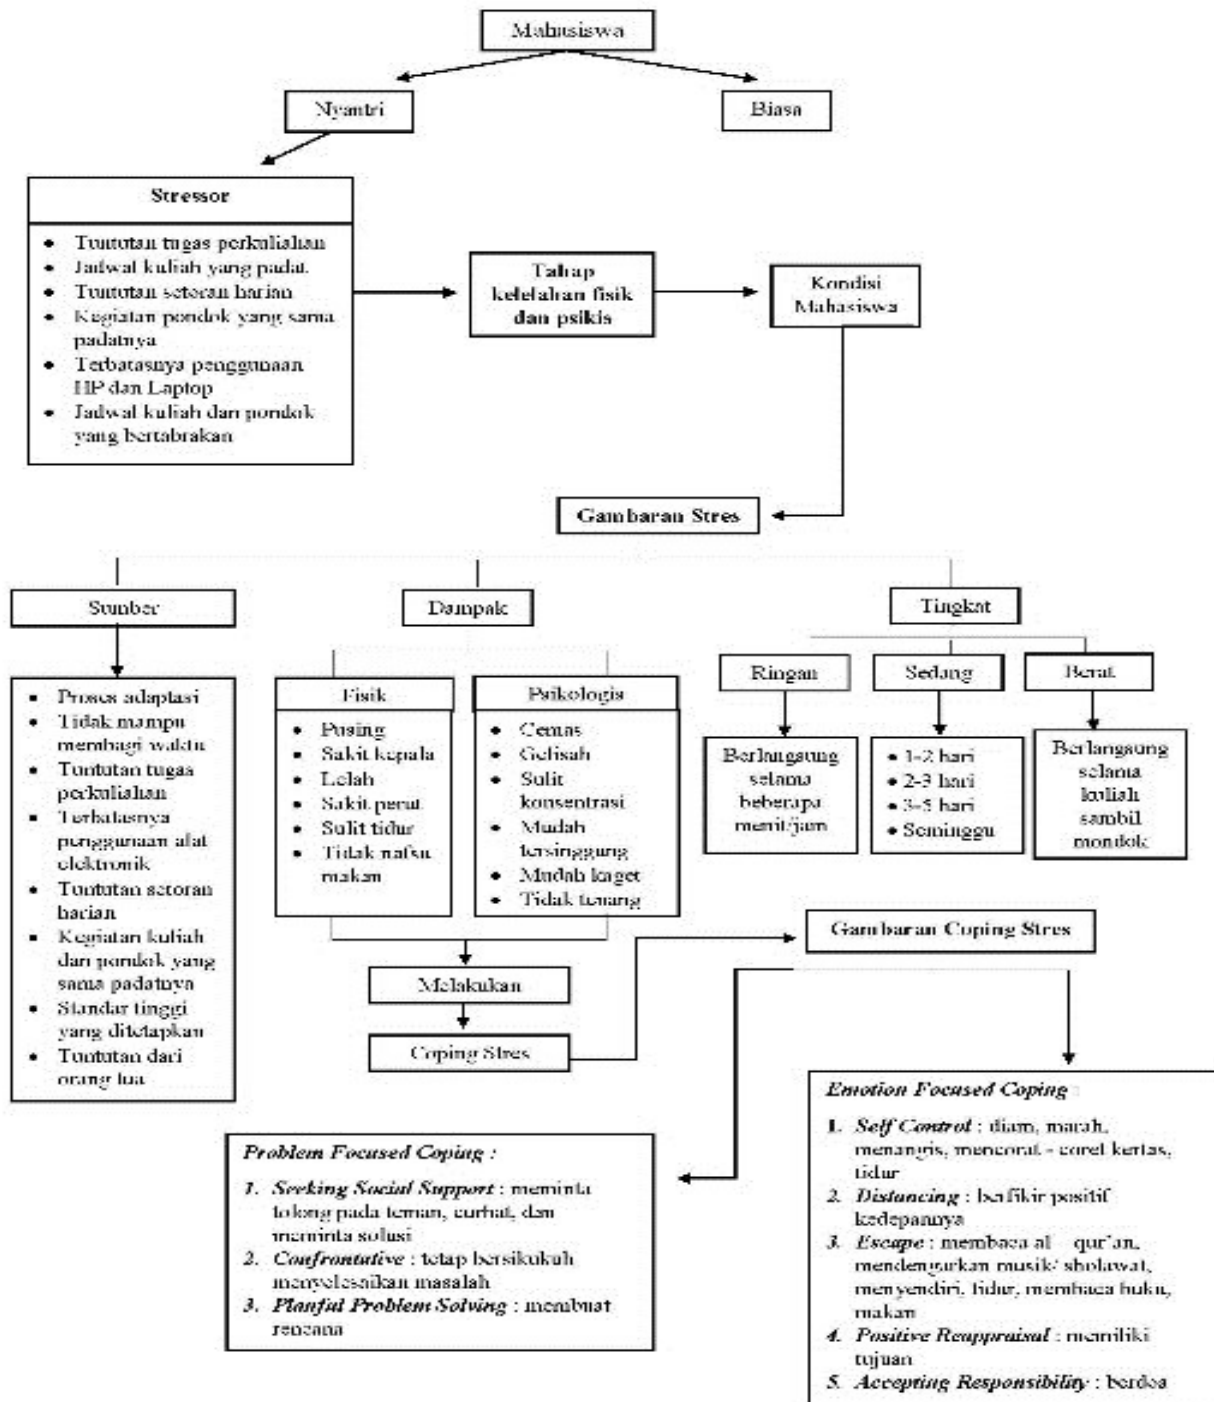 Mahasiswa
Nyantri
Biasa
Stressor
• Tuntutan tugas perkuliahan
• Jadwal kuliah yang padat
• Tuntutan setoran harian
• Kegiatan pondok yang sama
padatnya
• Terbatasnya penggunaan
HP dan Laptop
• Jadwal kuliah dan pondok
yang bertabrakan
Tahap
kelelahan fisik
dan psikis
Kondisi
Mahasiswa
Gambaran Stres
Sumber
Dampak
Tingkat
• Proses adaptasi
• Tidak mampu
membagi waktu
• Tuntutan tugas
perkuliahan
• Terbatasnya
penggunaan alat
elektronik
• Tuntutan setoran
harian
• Kegiatan kuliah
dan pondok yang
sama padatnya
• Standar tinggi
yang ditetapkan
• Tuntutan dari
orang tua
Fisik
• Pusing
• Sakit kepala
• Lelah
• Sakit perut
• Sulit tidur
• Tidak nafsu
makan
Psikologis
• Cemas
• Gelisah
• Sulit
konsentrasi
• Mudah
tersinggung
• Mudah kaget
• Tidak tenang
Ringan
Berlangsung
selama
beberapa
menit/jam
Sedang
• 1-2 hari
• 2-3 hari
• 3-5 hari
• Seminggu
Berat
Berlangsung
selama
kuliah
sambil
mondok
Melakukan
Coping Stres
Gambaran Coping Stres
Problem Focused Coping :
1. Seeking Social Support : meminta
tolong pada teman, curhat, dan
meminta solusi
2. Confrontative : tetap bersikukuh
menyelesaikan masalah
3. Planful Problem Solving : membuat
rencana
Emotion Focused Coping :
1. Self Control : diam, marah,
menangis, mencorat - coret kertas,
tidur
2. Distancing : berfikir positif
kedepannya
3. Escape : membaca al – qur'an,
mendengarkan musik/ sholawat,
menyendiri, tidur, membaca buku,
makan
4. Positive Reappraisal : memiliki
tujuan
5. Accepting Responsibility : berdoa